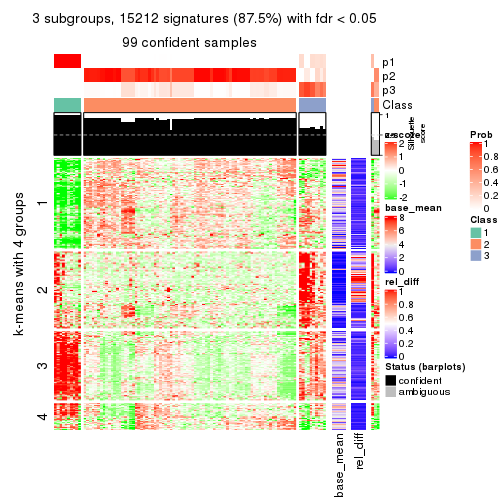 3 subgroups, 15212 signatures (87.5%) with fdr < 0.05
99 confident samples
p1
p2
p3
Class
1
Silhouette
score
k-means with 4 groups
1
2
3
4
base_mean
rel_diff
z-score
2
1
0
-1
-2
base_mean
8
6
4
2
0
rel_diff
1
0.8
0.6
0.4
0.2
0
Status (barplots)
confident
ambiguous
Prob
1
0.8
0.6
0.4
0.2
0
Class
1
2
3